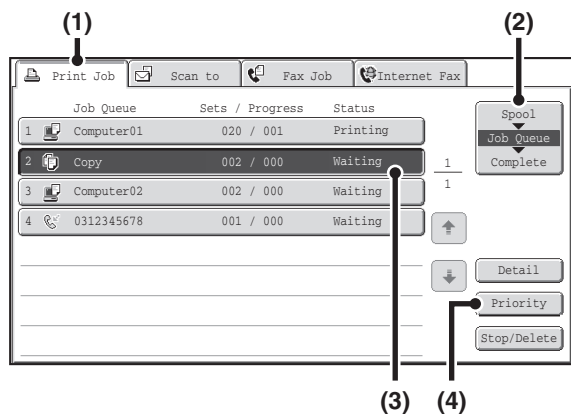 (1) (2)
Print Job Scan to Fax Job Internet Fax
Job Queue Sets / Progress Status
1 Computer01 020 / 001 Printing
2 Copy 002 / 000 Waiting
3 Computer02 002 / 000 Waiting
4 0312345678 001 / 000 Waiting
1
1
Spool
Job Queue
Complete
Detail
Priority
Stop/Delete
(3) (4)